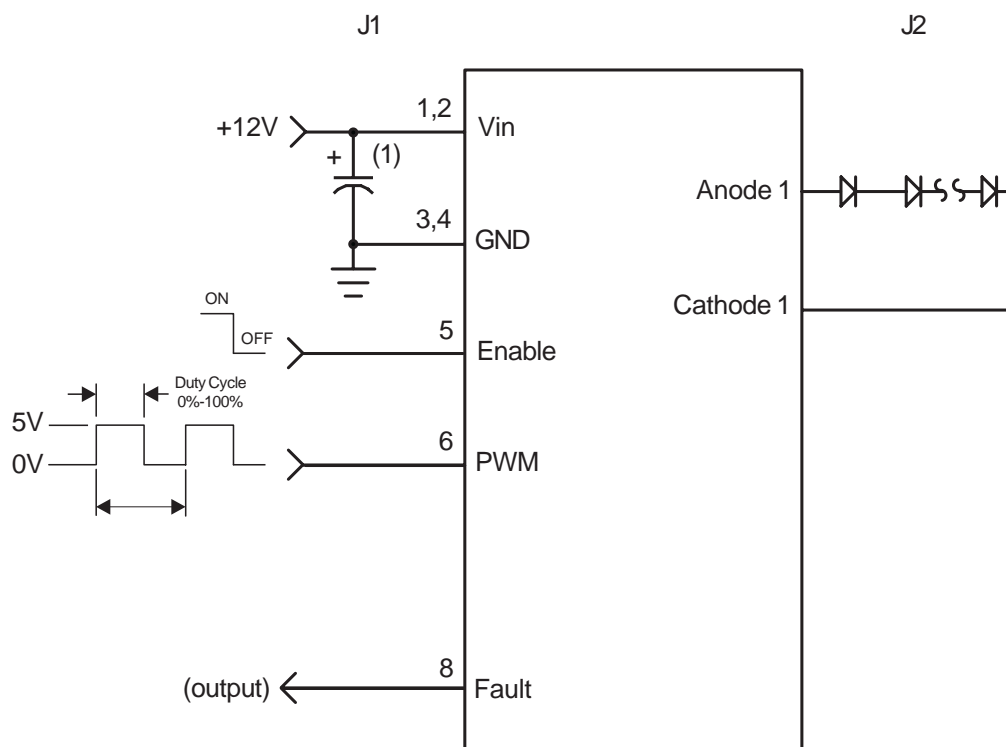 J1
J2
+12V
1,2
Vin
+
(1)
Anode 1
3,4
GND
Cathode 1
ON
OFF
5
Enable
Duty Cycle
0%-100%
5V
0V
6
PWM
(output)
8
Fault